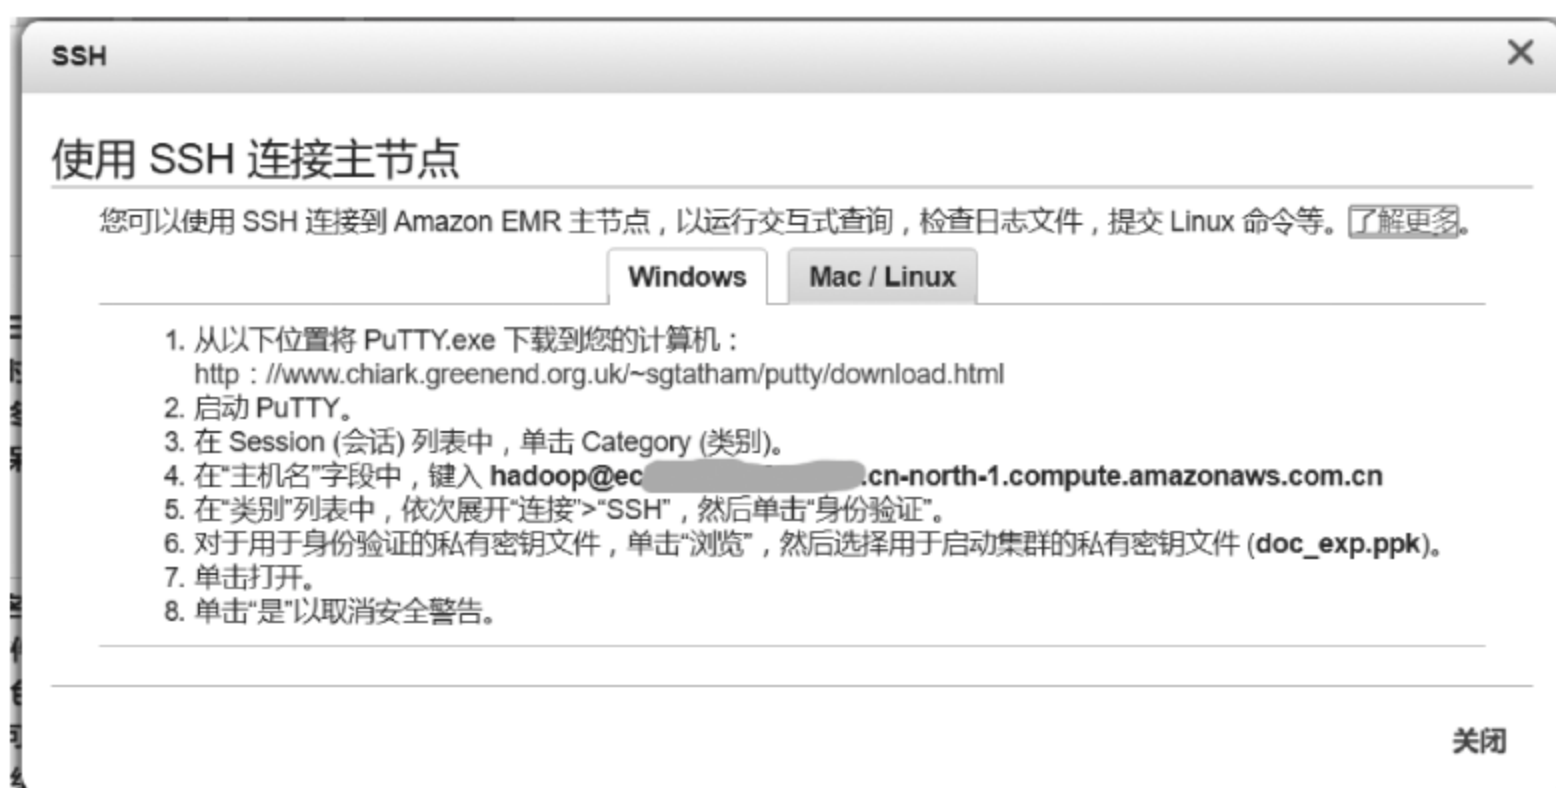 SSH
使用 SSH 连接主节点
您可以使用 SSH 连接到 Amazon EMR 主节点，以运行交互式查询，检查日志文件，提交 Linux 命令等。了解更多。
Windows
Mac / Linux
1. 从以下位置将 PuTTY.exe 下载到您的计算机：
http：//www.chiark.greenend.org.uk/~sgtatham/putty/download.html
2. 启动 PuTTY。
3. 在 Session (会话) 列表中，单击 Category (类别)。
4. 在“主机名”字段中，键入 hadoop@ec .cn-north-1.compute.amazonaws.com.cn
5. 在“类别”列表中，依次展开“连接”>“SSH”，然后单击“身份验证”。
6. 对于用于身份验证的私有密钥文件，单击“浏览”，然后选择用于启动集群的私有密钥文件 (doc_exp.ppk)。
7. 单击打开。
8. 单击“是”以取消安全警告。
关闭